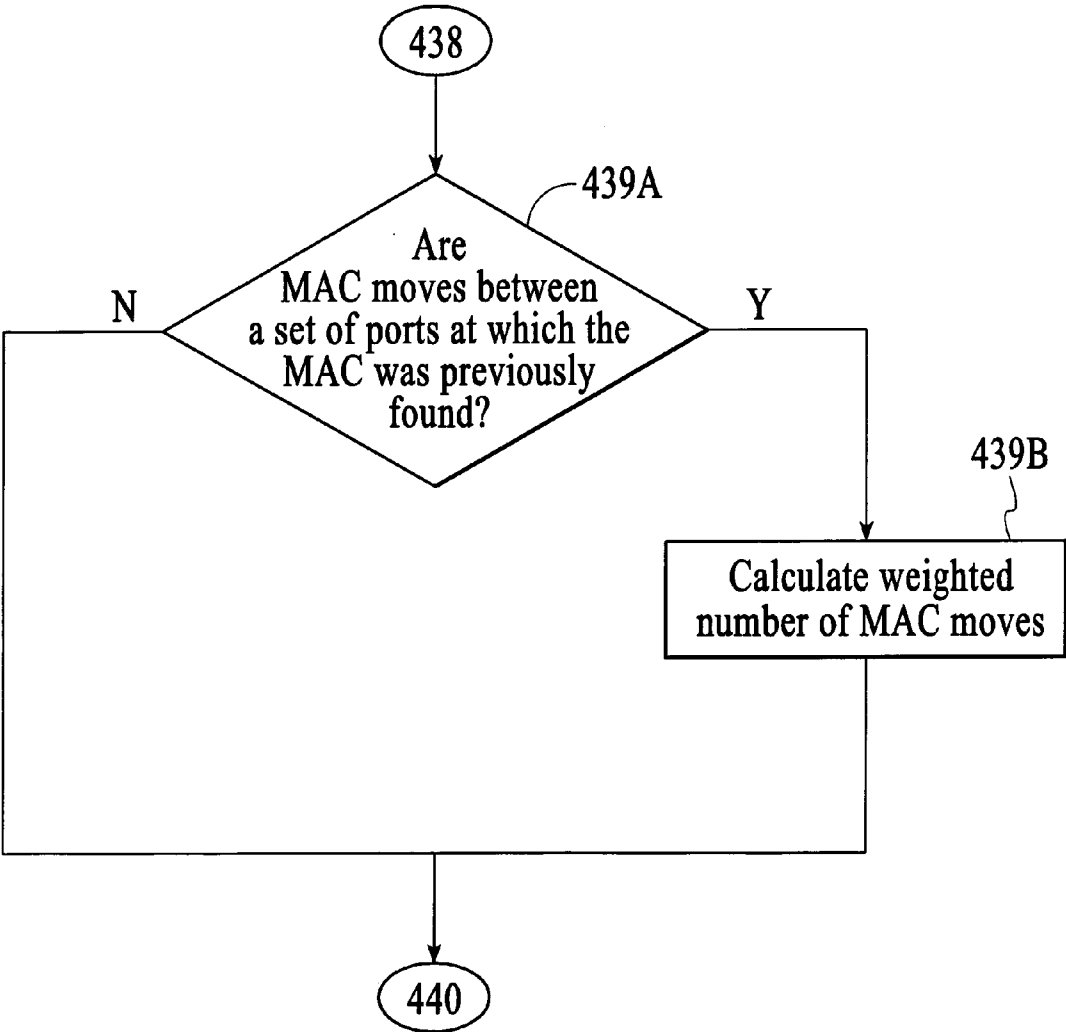 438
439A
Are
MAC moves between
a set of ports at which the
MAC was previously
found?
N
Y
439B
Calculate weighted
number of MAC moves
440